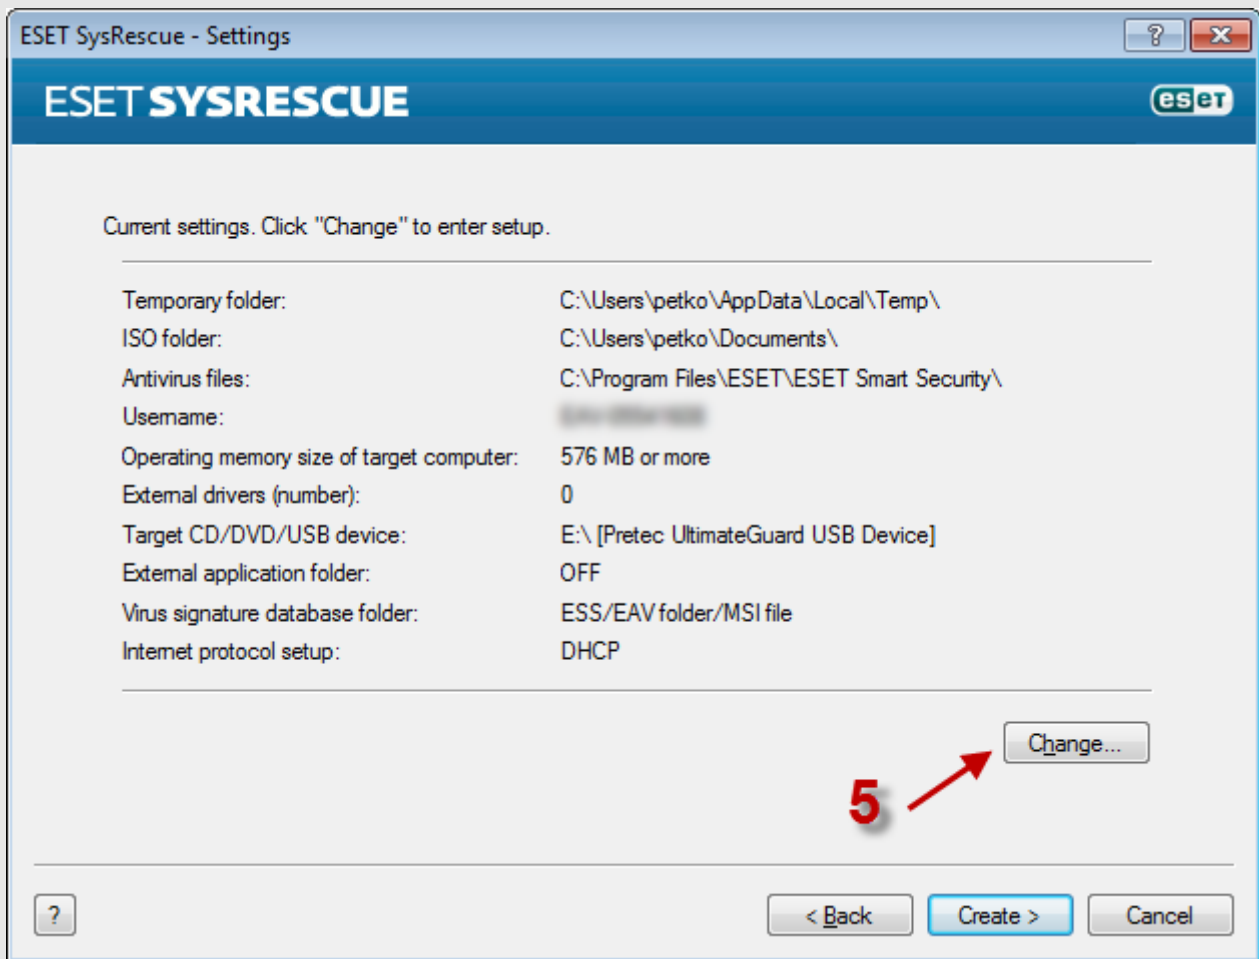 ESET SysRescue - Settings
?
ESET SYSRESCUE
eseT
Current settings. Click "Change" to enter setup.
Temporary folder: C:\Users\petko\AppData\Local\Temp\
ISO folder: C:\Users\petko\Documents\
Antivirus files: C:\Program Files\ESET\ESET Smart Security\
Username:
Operating memory size of target computer: 576 MB or more
External drivers (number): 0
Target CD/DVD/USB device: E:\ [Pretec UltimateGuard USB Device]
External application folder: OFF
Virus signature database folder: ESS/EAV folder/MSI file
Internet protocol setup: DHCP
Change...
5
? < Back Create > Cancel